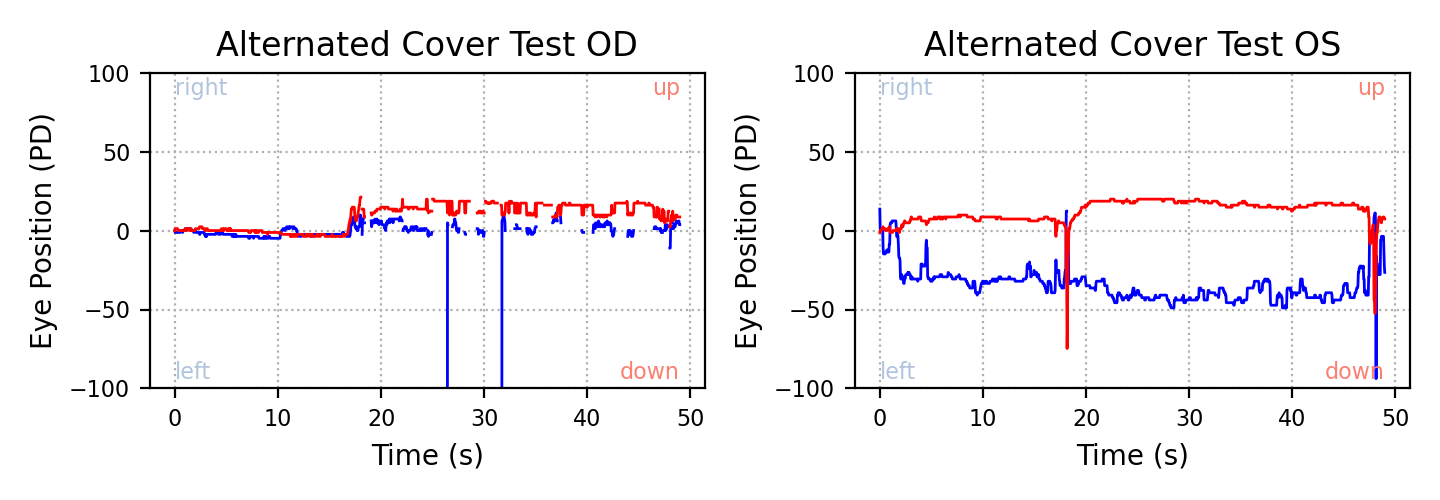 Alternated Cover Test OD
100
50
0
−50
−100
Eye Position (PD)
right
up
left
down
0
10
20
30
40
50
Time (s)
Alternated Cover Test OS
100
50
0
−50
−100
Eye Position (PD)
right
up
left
down
0
10
20
30
40
50
Time (s)